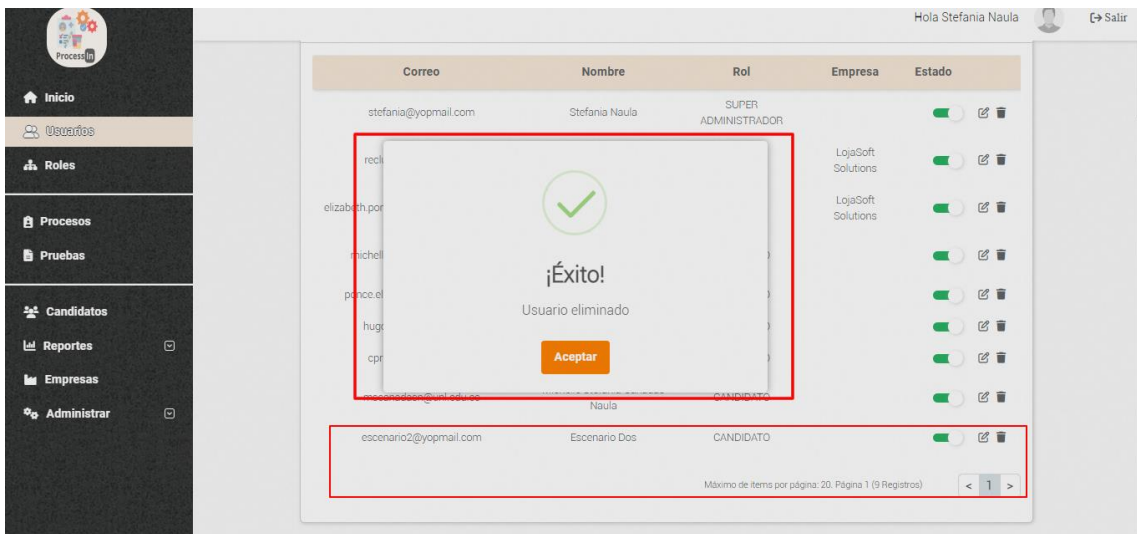 Hola Stefania Naula
Salir
Process In
Inicio
Usuarios
Roles
Procesos
Pruebas
Candidatos
Reportes
Empresas
Administrar
Correo Nombre Rol Empresa Estado
stefania@yopmail.com Stefania Naula SUPER
ADMINISTRADOR
LojaSoft
Solutions
LojaSoft
Solutions
¡Éxito!
Usuario eliminado
Aceptar
Naula CANDIDATO
escenario2@yopmail.com Escenario Dos CANDIDATO
Máximo de items por página: 20. Página 1 (9 Registros) < 1 >